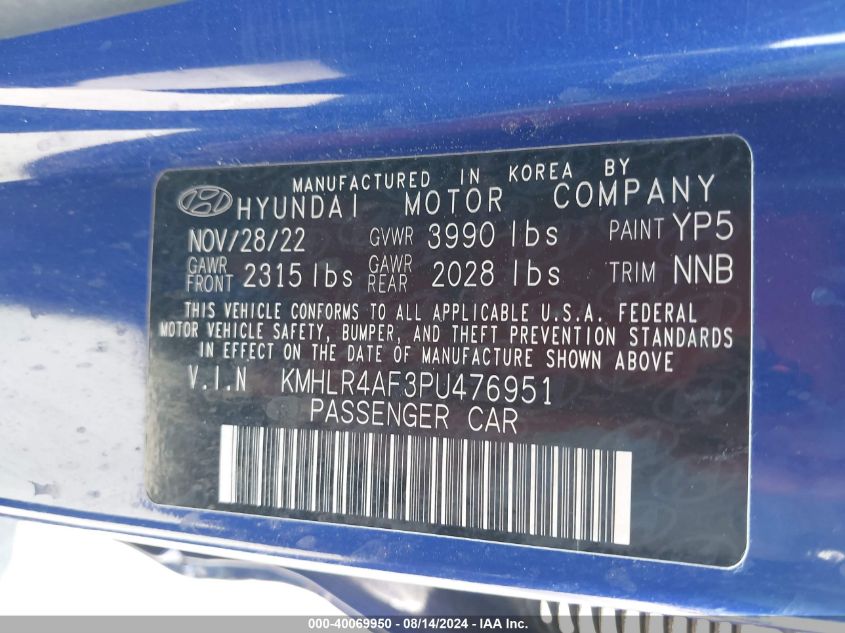 MANUFACTURED IN KOREA BY
HYUNDAI MOTOR COMPANY
NOV/28/22 GVWR 3990 lbs PAINT YP5
GAWR FRONT 2315 lbs GAWR REAR 2028 lbs TRIM NNB
THIS VEHICLE CONFORMS TO ALL APPLICABLE U.S.A. FEDERAL
MOTOR VEHICLE SAFETY, BUMPER, AND THEFT PREVENTION STANDARDS
IN EFFECT ON THE DATE OF MANUFACTURE SHOWN ABOVE
V.I.N KMHLR4AF3PU476951
PASSENGER CAR
000-40069950 - 08/14/2024 - IAA Inc.